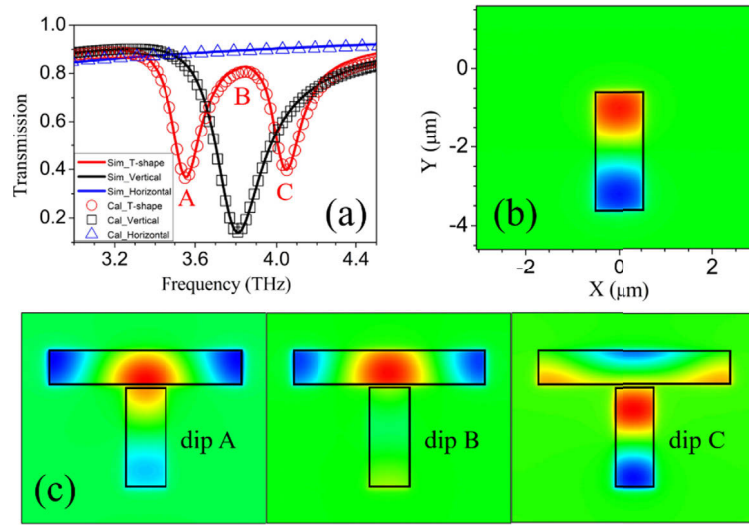 (a)
1.0
0.8
0.6
0.4
0.2
Transmission
A
B
C
Sim_T-shape
Sim_Vertical
Sim_Horizontal
Cal_T-shape
Cal_Vertical
Cal_Horizontal
3.2 3.6 4.0 4.4
Frequency (THz)
(b)
0
−2
−4
Y (μm)
−2 0 2
X (μm)
(c)
dip A
dip B
dip C